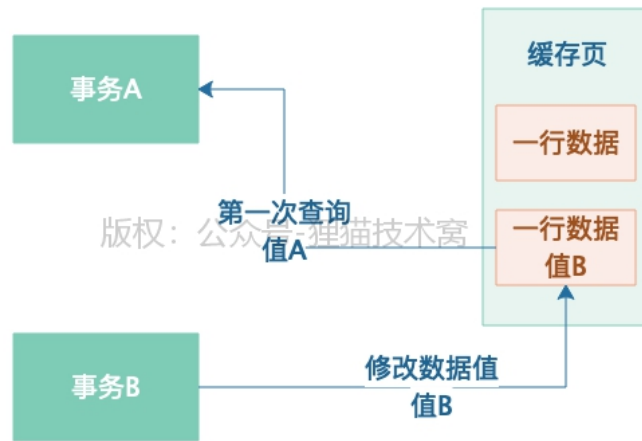 缓存页
事务A
一行数据
第一次查询
值A
一行数据
值B
版权：公众号-狸猫技术窝
修改数据值
值B
事务B